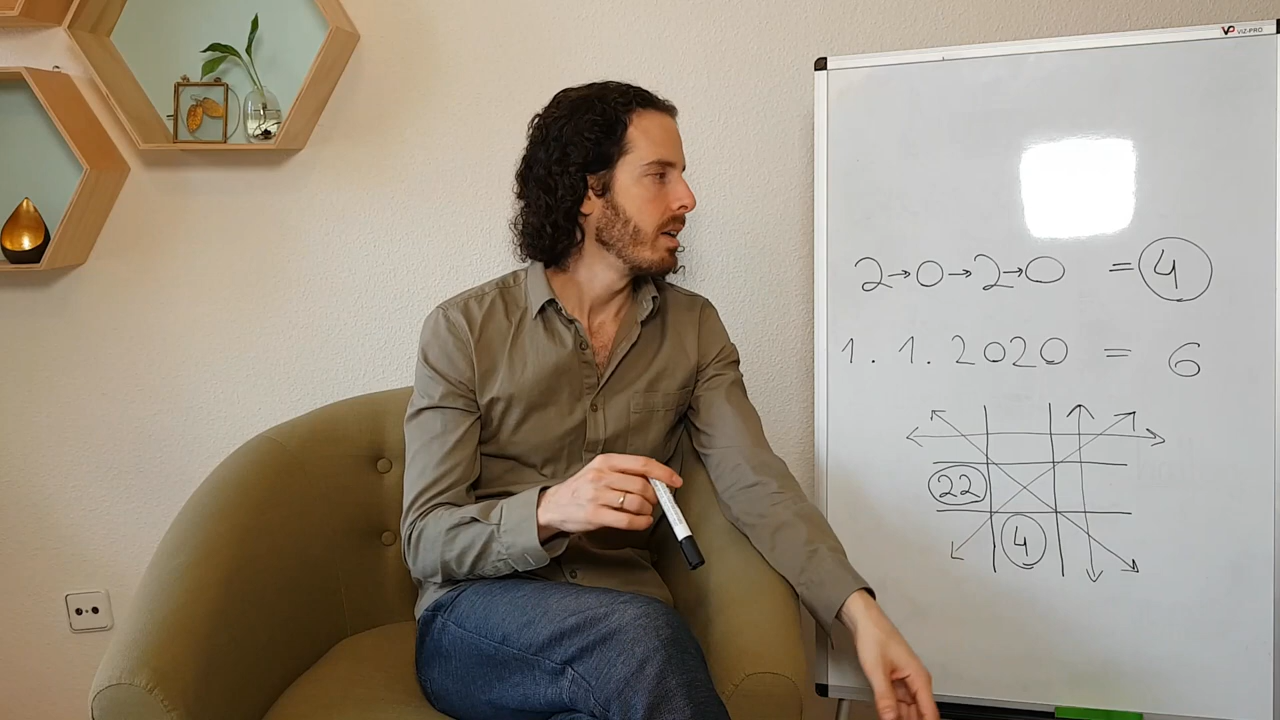 VIZ-PRO
2→0→2→0 = 4
1. 1. 2020 = 6
22
4